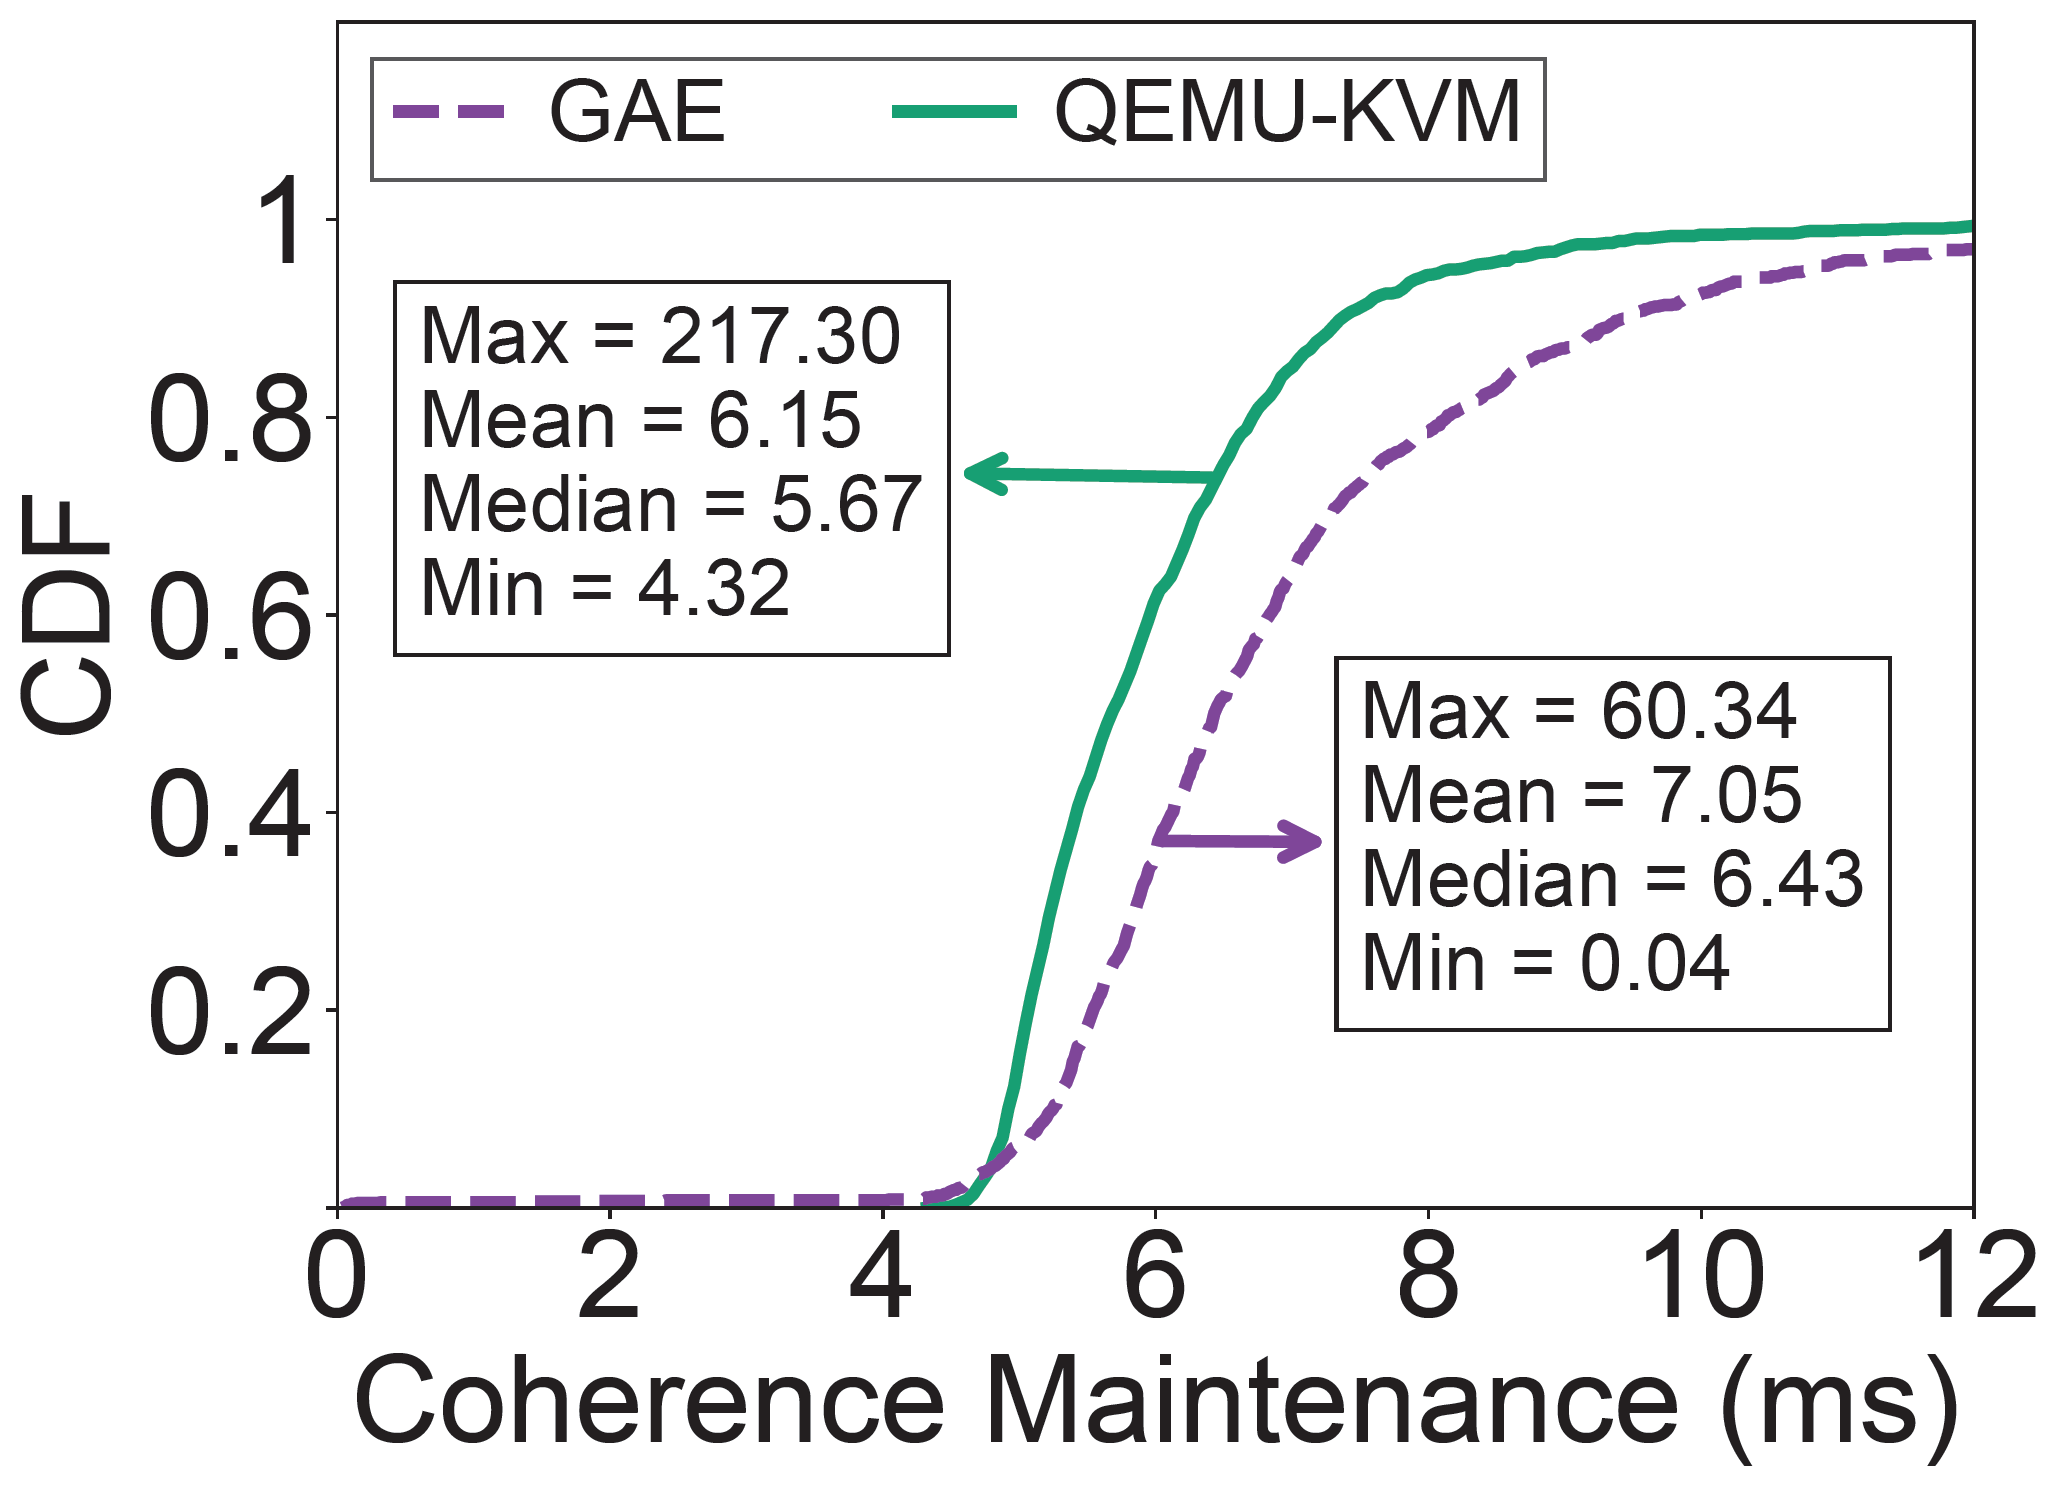 GAE QEMU-KVM
1
0.8
0.6
0.4
0.2
CDF
Max = 217.30
Mean = 6.15
Median = 5.67
Min = 4.32
Max = 60.34
Mean = 7.05
Median = 6.43
Min = 0.04
0 2 4 6 8 10 12
Coherence Maintenance (ms)